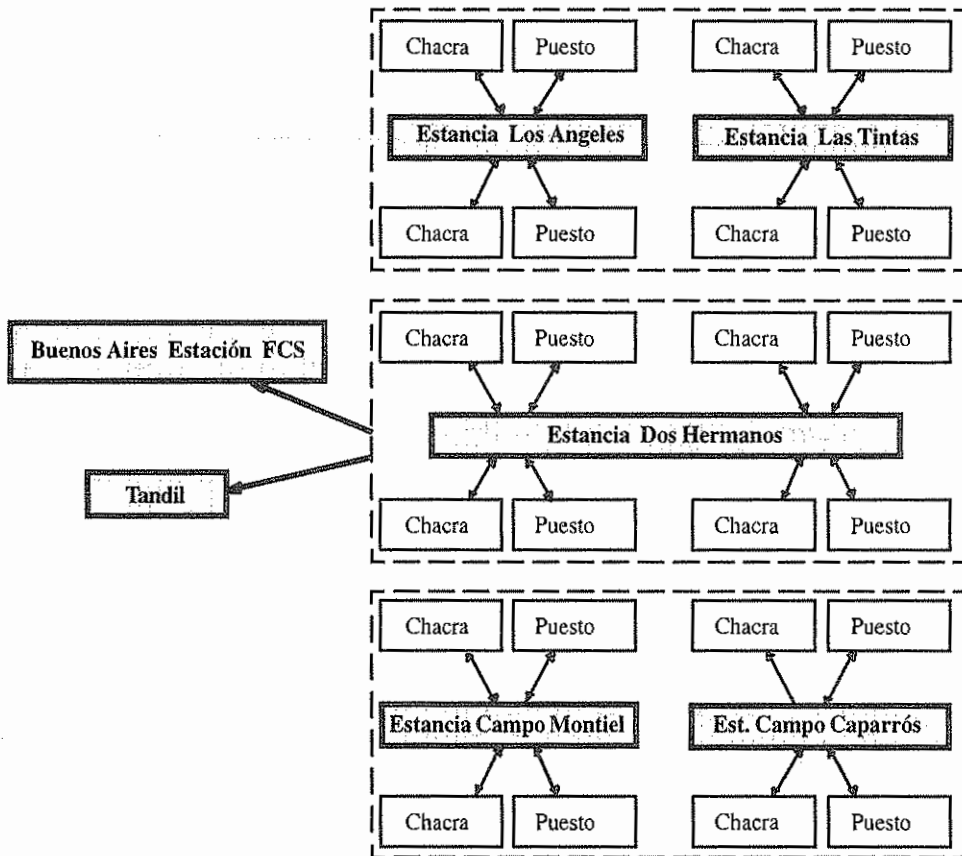 Chacra Puesto Chacra Puesto
Estancia Los Angeles Estancia Las Tintas
Chacra Puesto Chacra Puesto
Chacra Puesto Chacra Puesto
Buenos Aires Estación FCS
Estancia Dos Hermanos
Tandil
Chacra Puesto Chacra Puesto
Chacra Puesto Chacra Puesto
Estancia Campo Montiel Est. Campo Caparrós
Chacra Puesto Chacra Puesto